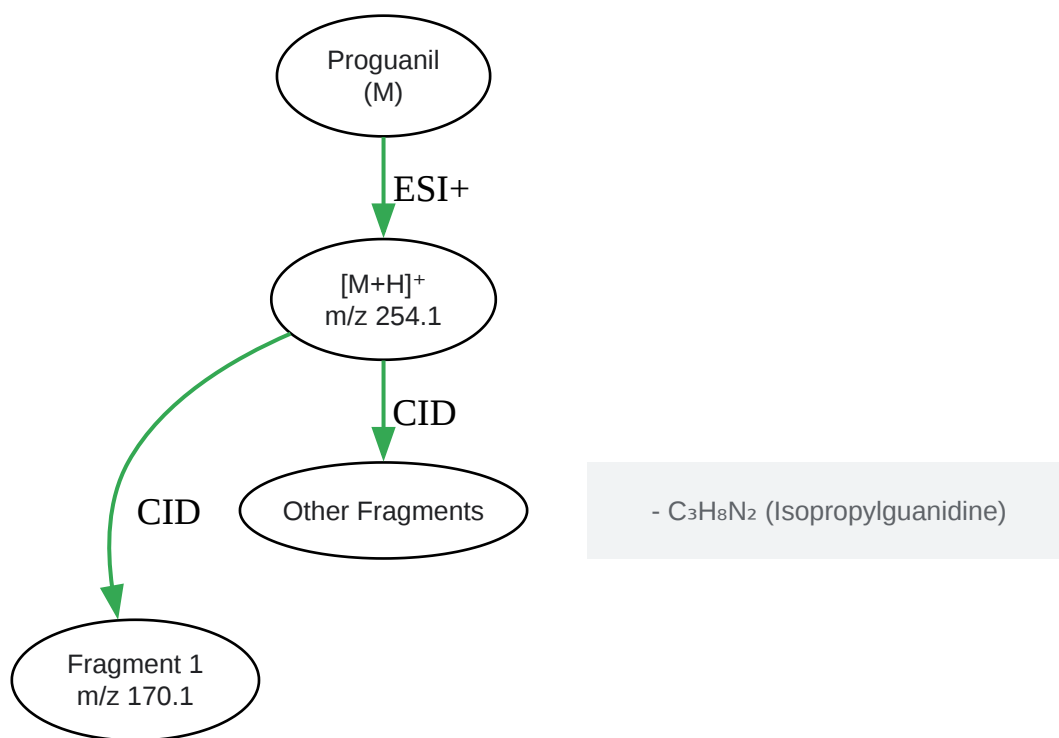 Proguanil
(M)
ESI+
[M+H]⁺
m/z 254.1
CID
CID
Other Fragments
- C₃H₈N₂ (Isopropylguanidine)
Fragment 1
m/z 170.1